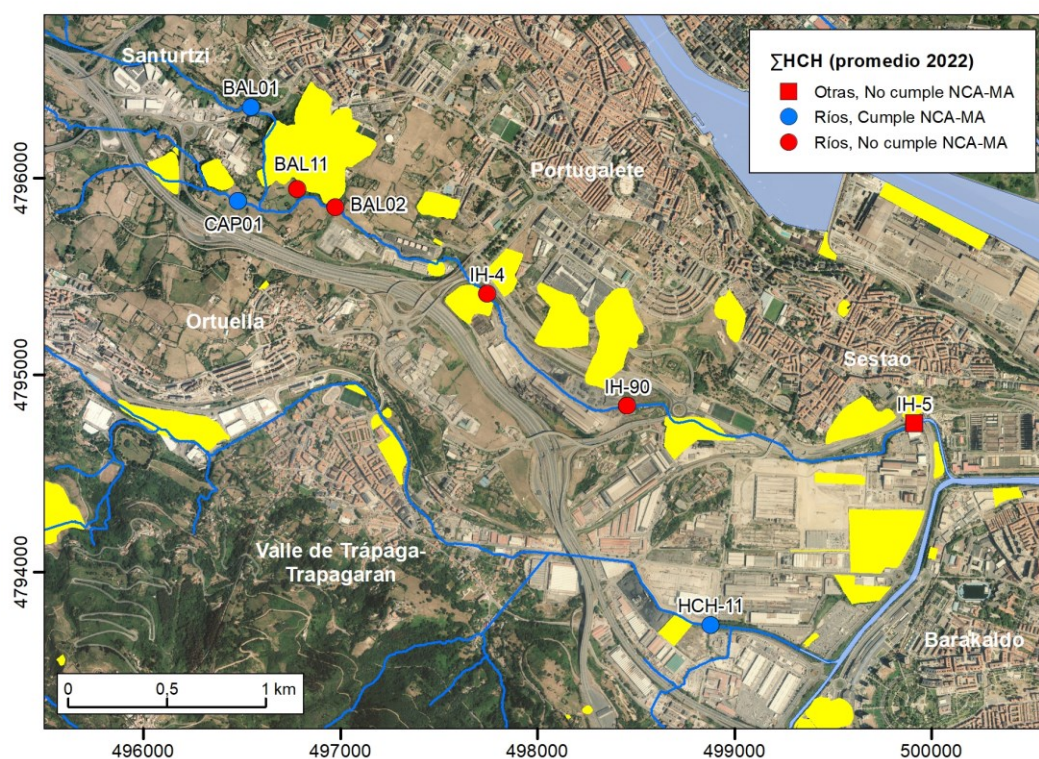 ∑HCH (promedio 2022)
Otras, No cumple NCA-MA
Ríos, Cumple NCA-MA
Ríos, No cumple NCA-MA
Santurtzi
BAL01
BAL11
BAL02
CAP01
Portugalete
IH-4
Ortuella
Sestao
IH-90
IH-5
Valle de Trápaga-
Trapagaran
HCH-11
Barakaldo
0 0,5 1 km
4796000
4795000
4794000
496000 497000 498000 499000 500000